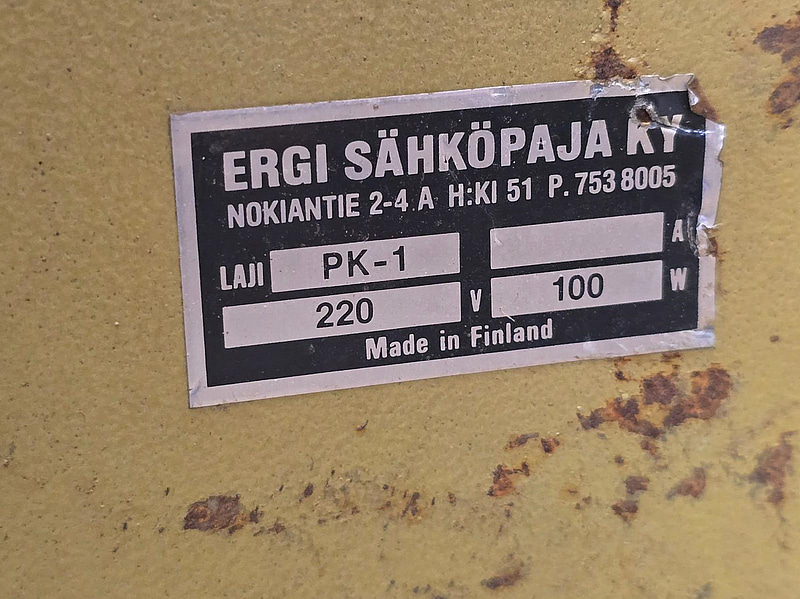 ERGI SÄHKÖPAJA KY
NOKIANTIE 2-4 A H:KI 51 P. 753 8005
LAJI PK-1 A
220 V 100 W
Made in Finland